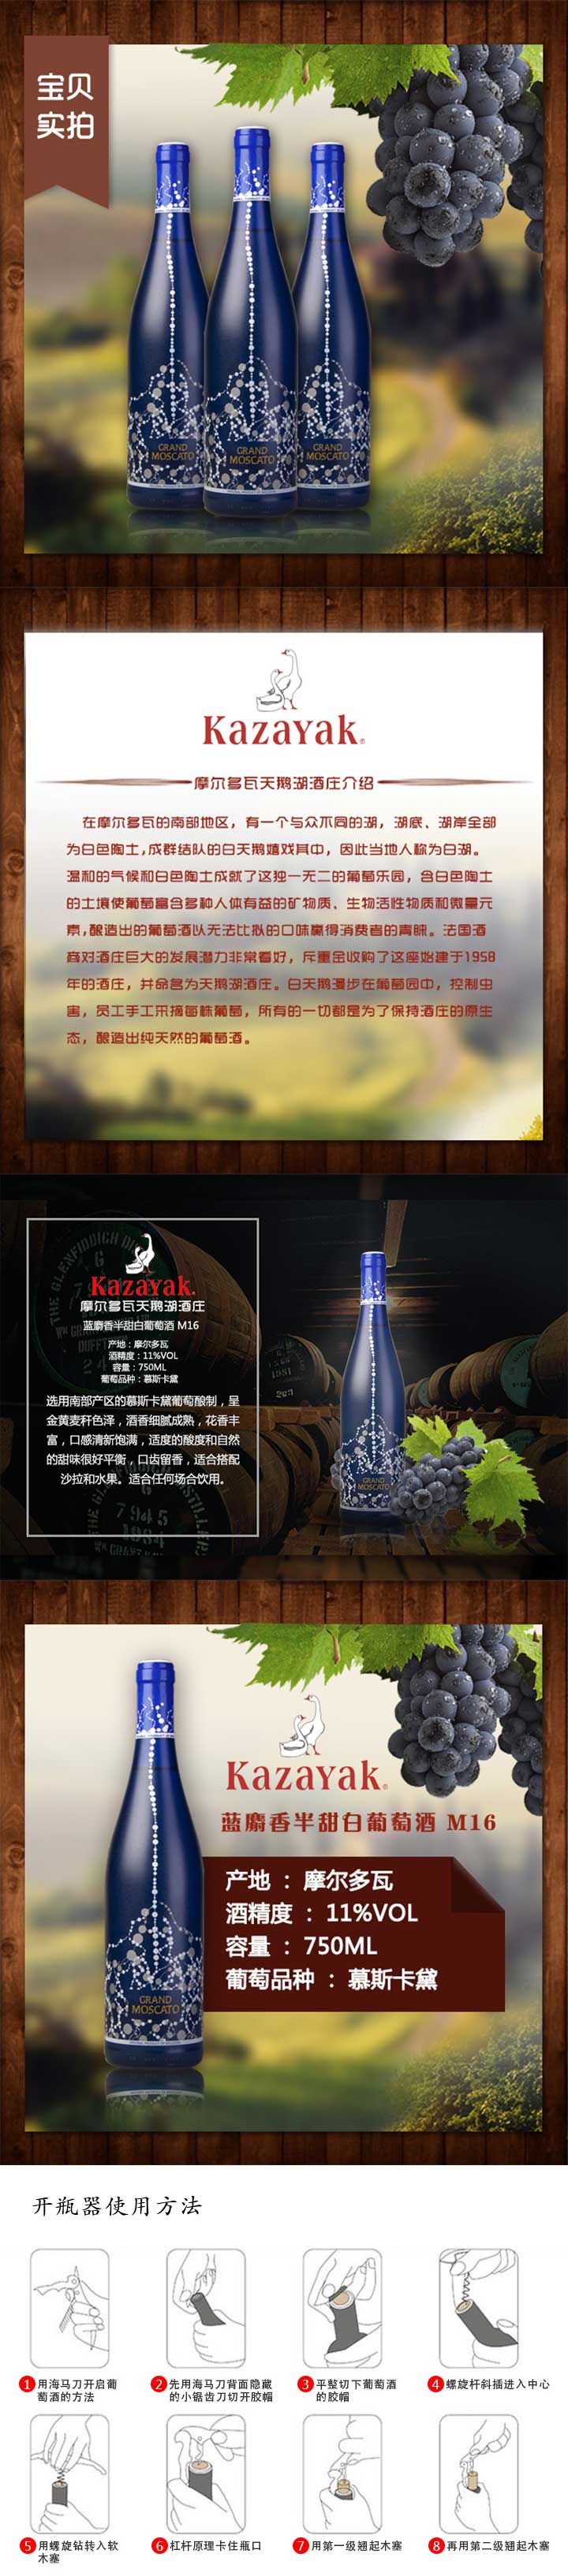 宝贝
实拍
GRAND
MOSCATO
GRAND
MOSCATO
GRAND
MOSCATO
Kazayak®
摩尔多瓦天鹅湖酒庄介绍
在摩尔多瓦的南部地区，有一个与众不同的湖，湖底、湖岸全部
为白色陶土，成群结队的白天鹅嬉戏其中，因此当地人称为白湖。
温和的气候和白色陶土成就了这独一无二的葡萄乐园，含白色陶土
的土壤使葡萄富含多种人体有益的矿物质、生物活性物质和微量元
素，酿造出的葡萄酒以无法比拟的口味赢得消费者的青睐。法国酒
商对酒庄巨大的发展潜力非常看好，斥重金收购了这座始建于1958
年的酒庄，并命名为天鹅湖酒庄。白天鹅漫步在葡萄园中，控制虫
害，员工手工采摘每株葡萄，所有的一切都是为了保持酒庄的原生
态，酿造出纯天然的葡萄酒。
THE GLENFIDDICH DI
Kazayak.
摩尔多瓦天鹅湖酒庄
蓝麝香半甜白葡萄酒 M16
产地：摩尔多瓦
酒精度：11%VOL
容量：750ML
葡萄品种：慕斯卡黛
选用南部产区的慕斯卡黛葡萄酿制，呈
金黄麦秆色泽，酒香细腻成熟，花香丰
富，口感清新饱满，适度的酸度和自然
的甜味很好平衡，口齿留香，适合搭配
沙拉和水果。适合任何场合饮用。
7945
1984
GRAND
MOSCATO
Kazayak®
蓝麝香半甜白葡萄酒 M16
产地 ： 摩尔多瓦
酒精度 ： 11%VOL
容量 ： 750ML
葡萄品种 ： 慕斯卡黛
GRAND
MOSCATO
开瓶器使用方法
1 用海马刀开启葡
萄酒的方法
2 先用海马刀背面隐藏
的小锯齿刀切开胶帽
3 平整切下葡萄酒
的胶帽
4 螺旋杆斜插进入中心
5 用螺旋钻转入软
木塞
6 杠杆原理卡住瓶口
7 用第一级翘起木塞
8 再用第二级翘起木塞